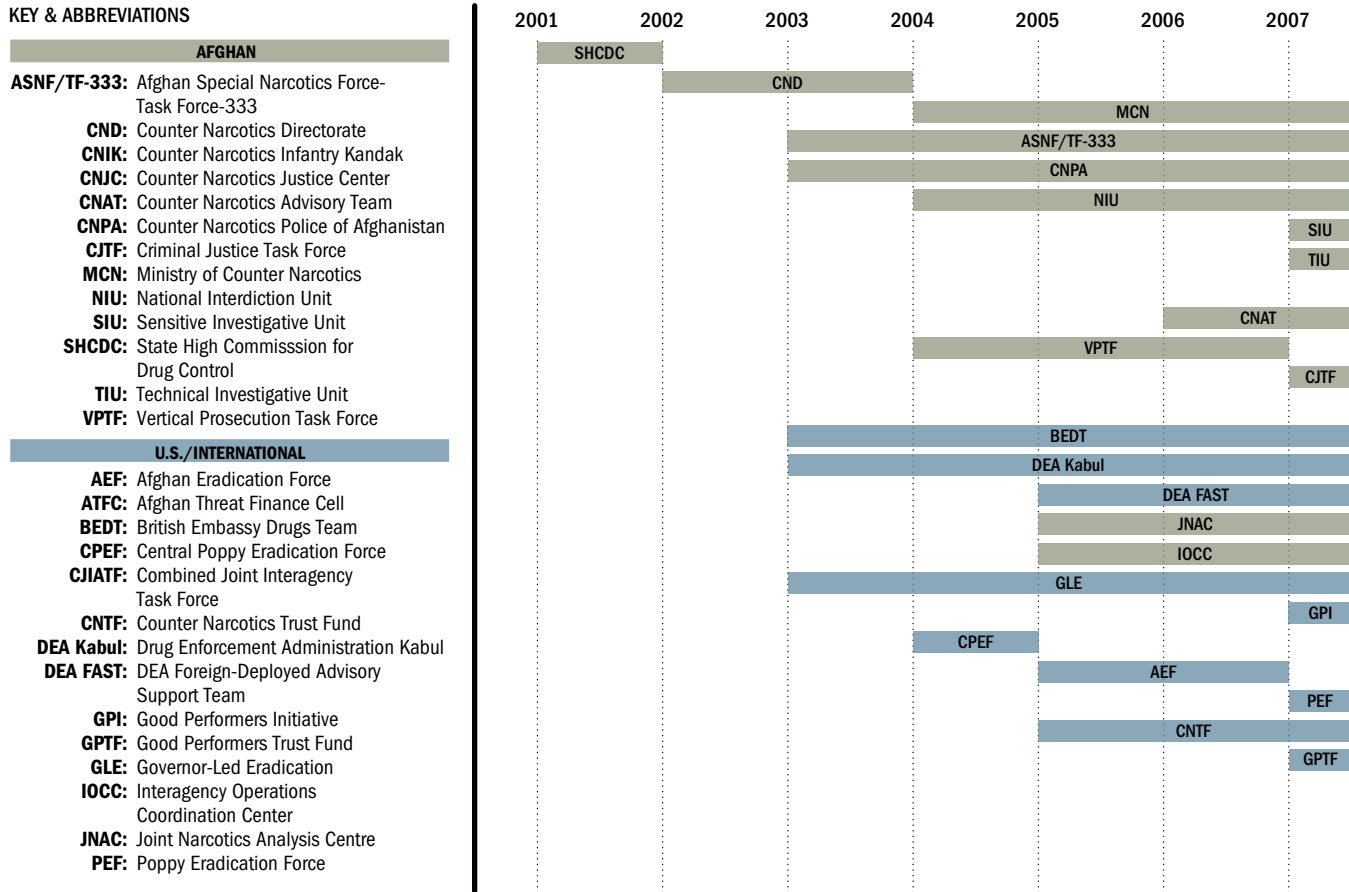 KEY & ABBREVIATIONS
AFGHAN
ASNF/TF-333: Afghan Special Narcotics Force-
Task Force-333
CND: Counter Narcotics Directorate
CNIK: Counter Narcotics Infantry Kandak
CNJC: Counter Narcotics Justice Center
CNAT: Counter Narcotics Advisory Team
CNPA: Counter Narcotics Police of Afghanistan
CJTF: Criminal Justice Task Force
MCN: Ministry of Counter Narcotics
NIU: National Interdiction Unit
SIU: Sensitive Investigative Unit
SHCDC: State High Commisssion for
Drug Control
TIU: Technical Investigative Unit
VPTF: Vertical Prosecution Task Force
U.S./INTERNATIONAL
AEF: Afghan Eradication Force
ATFC: Afghan Threat Finance Cell
BEDT: British Embassy Drugs Team
CPEF: Central Poppy Eradication Force
CJIATF: Combined Joint Interagency
Task Force
CNTF: Counter Narcotics Trust Fund
DEA Kabul: Drug Enforcement Administration Kabul
DEA FAST: DEA Foreign-Deployed Advisory
Support Team
GPI: Good Performers Initiative
GPTF: Good Performers Trust Fund
GLE: Governor-Led Eradication
IOCC: Interagency Operations
Coordination Center
JNAC: Joint Narcotics Analysis Centre
PEF: Poppy Eradication Force
2001 2002 2003 2004 2005 2006 2007
SHCDC
CND
MCN
ASNF/TF-333
CNPA
NIU
SIU
TIU
CNAT
VPTF
CJTF
BEDT
DEA Kabul
DEA FAST
JNAC
IOCC
GLE
GPI
CPEF
AEF
PEF
CNTF
GPTF